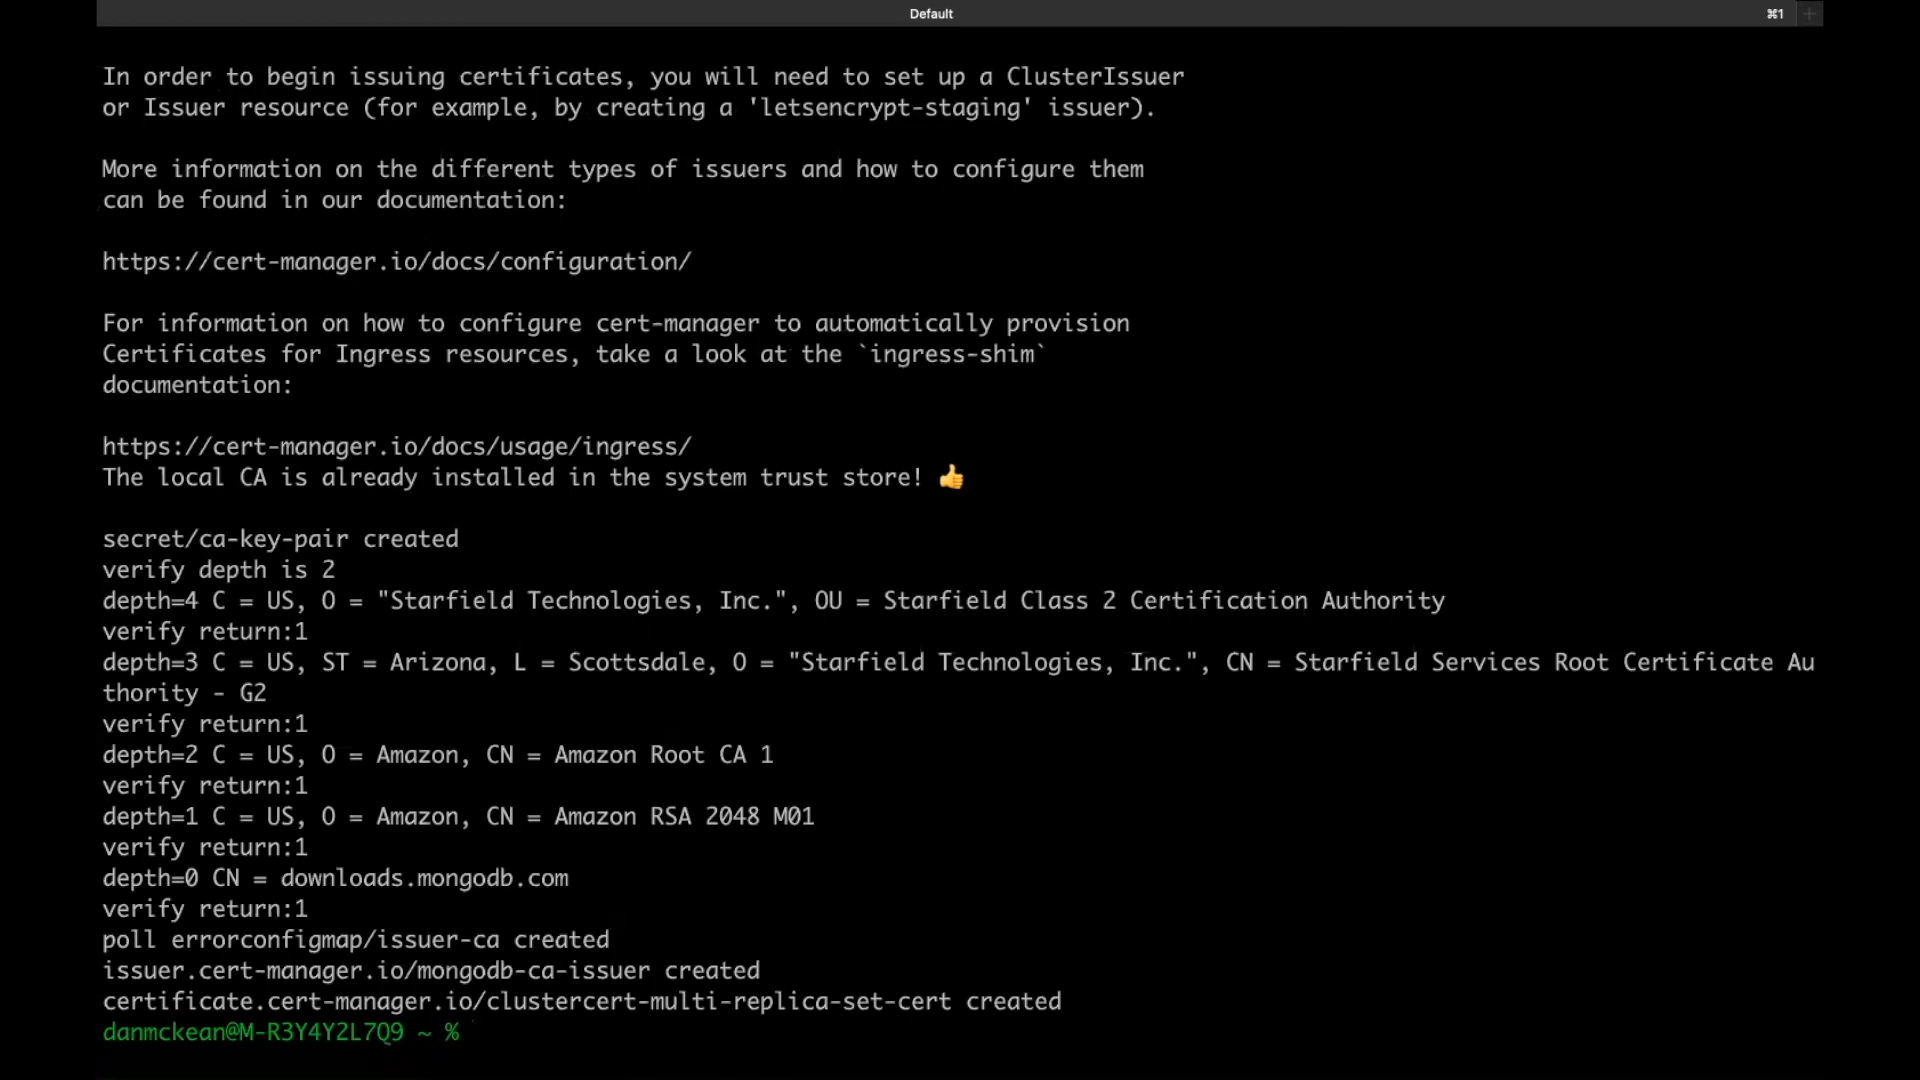 Default
⌘1
In order to begin issuing certificates, you will need to set up a ClusterIssuer
or Issuer resource (for example, by creating a 'letsencrypt-staging' issuer).
More information on the different types of issuers and how to configure them
can be found in our documentation:
https://cert-manager.io/docs/configuration/
For information on how to configure cert-manager to automatically provision
Certificates for Ingress resources, take a look at the `ingress-shim`
documentation:
https://cert-manager.io/docs/usage/ingress/
The local CA is already installed in the system trust store! 👍
secret/ca-key-pair created
verify depth is 2
depth=4 C = US, O = "Starfield Technologies, Inc.", OU = Starfield Class 2 Certification Authority
verify return:1
depth=3 C = US, ST = Arizona, L = Scottsdale, O = "Starfield Technologies, Inc.", CN = Starfield Services Root Certificate Au
thority - G2
verify return:1
depth=2 C = US, O = Amazon, CN = Amazon Root CA 1
verify return:1
depth=1 C = US, O = Amazon, CN = Amazon RSA 2048 M01
verify return:1
depth=0 CN = downloads.mongodb.com
verify return:1
poll errorconfigmap/issuer-ca created
issuer.cert-manager.io/mongodb-ca-issuer created
certificate.cert-manager.io/clustercert-multi-replica-set-cert created
danmckean@M-R3Y4Y2L7Q9 ~ %